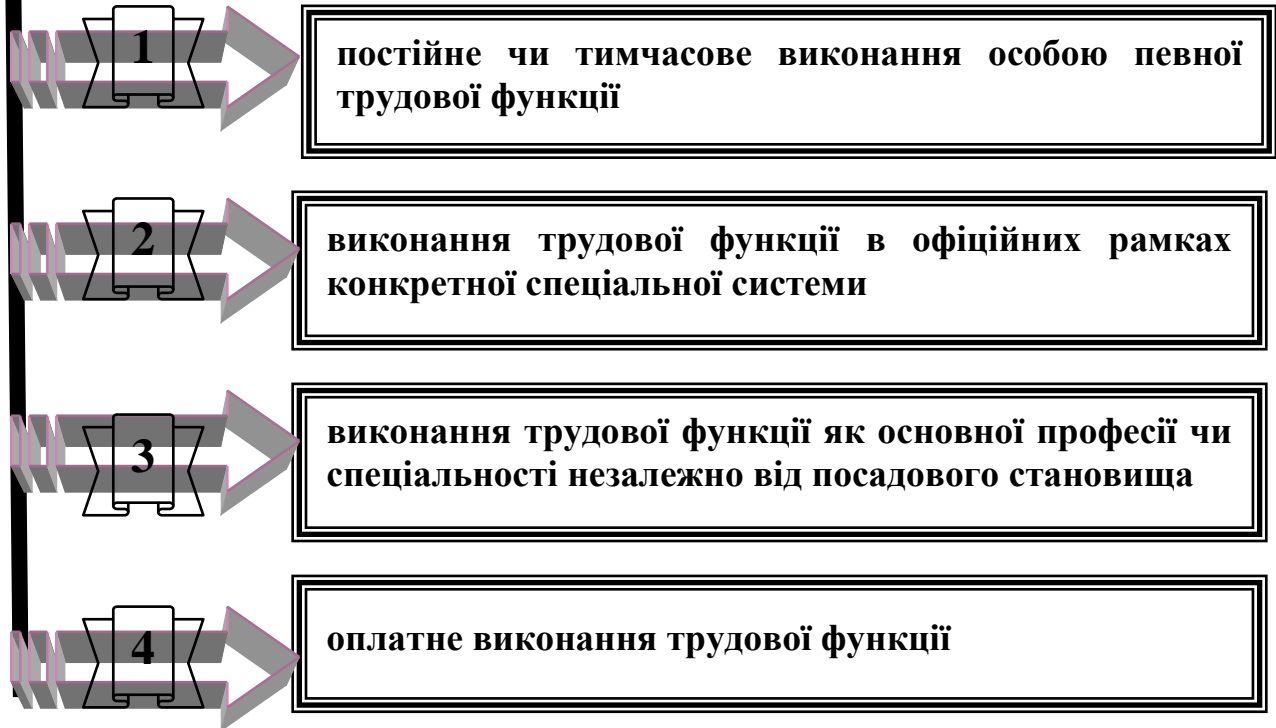 1
постійне чи тимчасове виконання особою певної
трудової функції
2
виконання трудової функції в офіційних рамках
конкретної спеціальної системи
3
виконання трудової функції як основної професії чи
спеціальності незалежно від посадового становища
4
оплатне виконання трудової функції